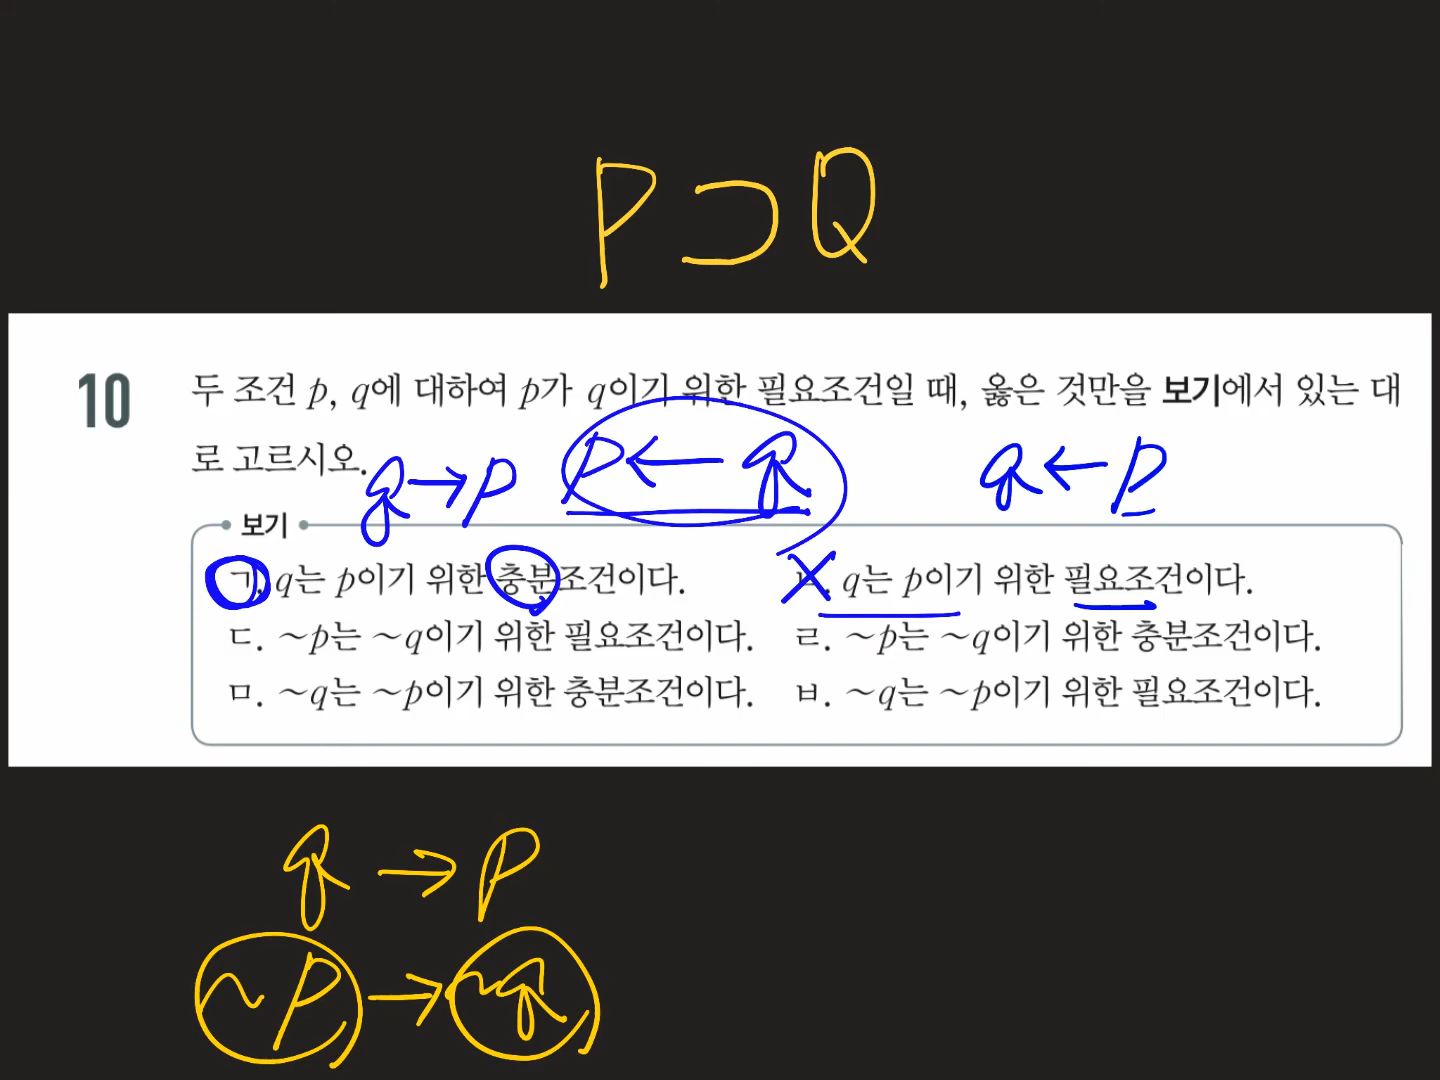 P ⊃ Q
10 두 조건 p, q에 대하여 p가 q이기 위한 필요조건일 때, 옳은 것만을 보기에서 있는 대
로 고르시오.
q → p P ← q q ← p
보기
ㄱ. q는 p이기 위한 충분조건이다. ㄴ. q는 p이기 위한 필요조건이다.
ㄷ. ~p는 ~q이기 위한 필요조건이다. ㄹ. ~p는 ~q이기 위한 충분조건이다.
ㅁ. ~q는 ~p이기 위한 충분조건이다. ㅂ. ~q는 ~p이기 위한 필요조건이다.
q → p
~p → ~q